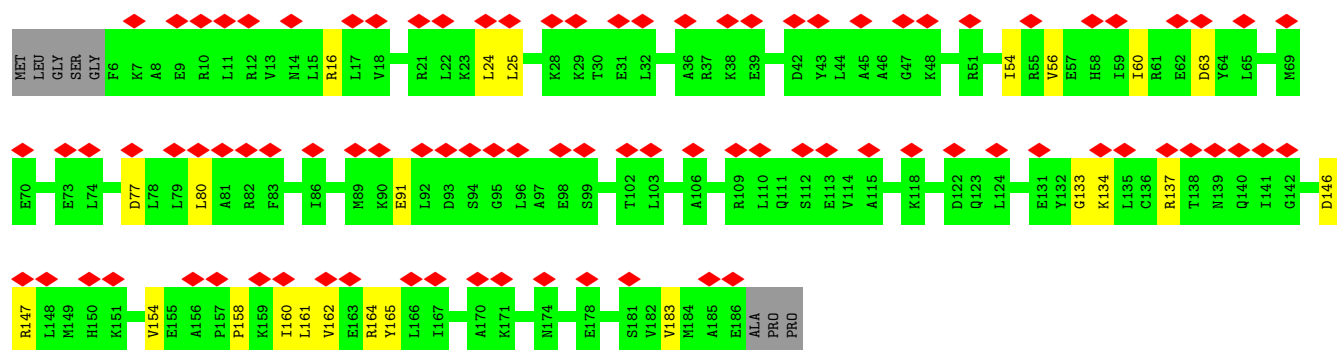 MET LEU GLY SER GLY F6 K7 A8 E9 R10 L11 R12 V13 N14 L15 R16 L17 V18 R21 L22 K23 L24 L25 K28 K29 T30 E31 L32 A36 R37 K38 E39 D42 Y43 L44 A45 A46 G47 K48 R51 I54 R55 V56 E57 H58 I59 I60 R61 E62 D63 Y64 L65 M69
E70 E73 L74 D77 L78 L79 L80 A81 R82 F83 I86 M89 K90 E91 L92 D93 S94 G95 L96 A97 E98 S99 T102 L103 A106 R109 L110 Q111 S112 E113 V114 A115 K118 D122 Q123 L124 E131 Y132 G133 K134 L135 C136 R137 T138 N139 Q140 I141 G142 D146
R147 L148 M149 H150 K151 V154 E155 A156 P157 P158 K159 I160 L161 V162 E163 R164 Y165 L166 I167 A170 K171 N174 E178 S181 V182 V183 M184 A185 E186 ALA PRO PRO